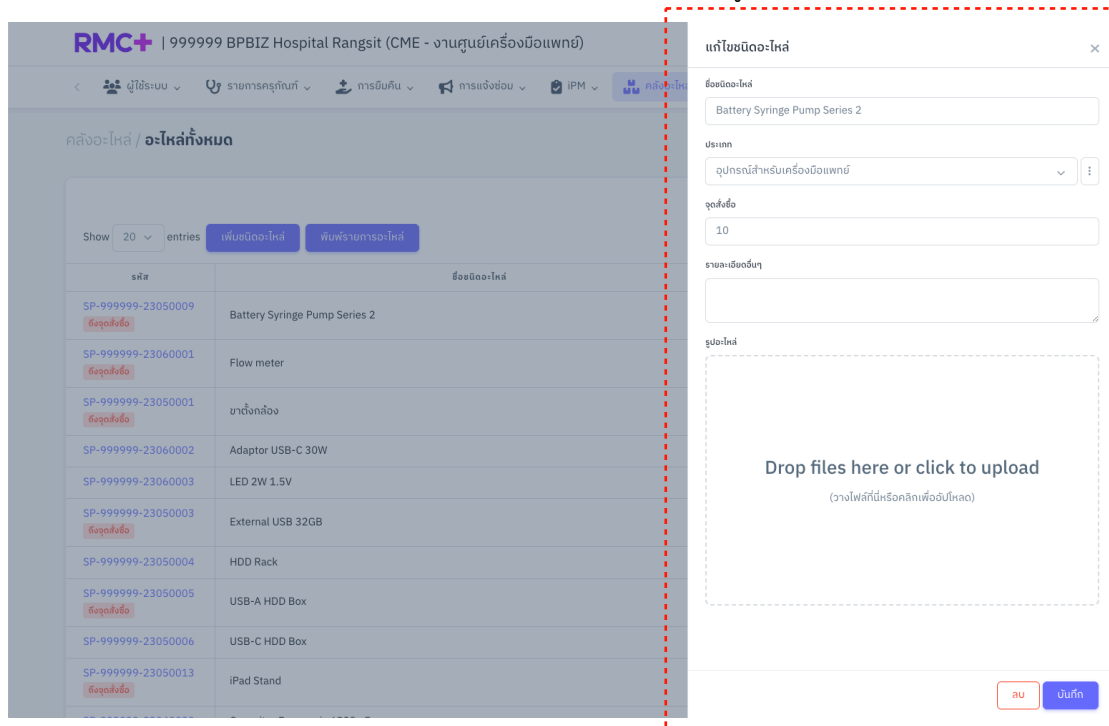 RMC+ | 999999 BPBIZ Hospital Rangsit (CME - งานศูนย์เครื่องมือแพทย์)
ผู้ใช้ระบบ
รายการครุภัณฑ์
การยืมคืน
การแจ้งซ่อม
iPM
คลังอะไหล่
คลังอะไหล่ / อะไหล่ทั้งหมด
Show 20 entries เพิ่มชนิดอะไหล่ พิมพ์รายการอะไหล่
รหัส ชื่อชนิดอะไหล่
SP-999999-23050009 Battery Syringe Pump Series 2
ถึงจุดสั่งซื้อ
SP-999999-23060001 Flow meter
ถึงจุดสั่งซื้อ
SP-999999-23050001 ขาตั้งกล้อง
ถึงจุดสั่งซื้อ
SP-999999-23060002 Adaptor USB-C 30W
SP-999999-23060003 LED 2W 1.5V
SP-999999-23050003 External USB 32GB
ถึงจุดสั่งซื้อ
SP-999999-23050004 HDD Rack
SP-999999-23050005 USB-A HDD Box
ถึงจุดสั่งซื้อ
SP-999999-23050006 USB-C HDD Box
SP-999999-23050013 iPad Stand
ถึงจุดสั่งซื้อ
แก้ไขชนิดอะไหล่
ชื่อชนิดอะไหล่
Battery Syringe Pump Series 2
ประเภท
อุปกรณ์สำหรับเครื่องมือแพทย์
จุดสั่งซื้อ
10
รายละเอียดอื่นๆ
รูปอะไหล่
Drop files here or click to upload
(วางไฟล์ที่นี่หรือคลิกเพื่ออัปโหลด)
ลบ บันทึก